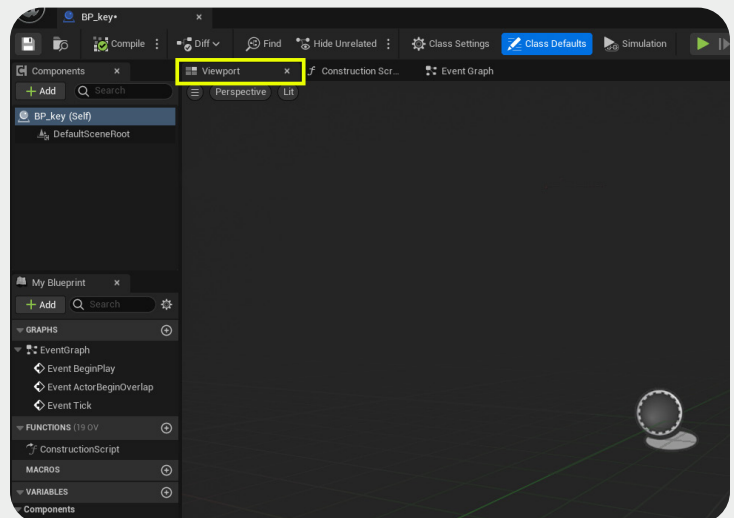 BP_key•
Compile
Diff
Find
Hide Unrelated
Class Settings
Class Defaults
Simulation
Components
Viewport
Construction Scr...
Event Graph
+ Add
Search
Perspective
Lit
BP_key (Self)
DefaultSceneRoot
My Blueprint
+ Add
Search
GRAPHS
EventGraph
Event BeginPlay
Event ActorBeginOverlap
Event Tick
FUNCTIONS (19 OV
ConstructionScript
MACROS
VARIABLES
Components